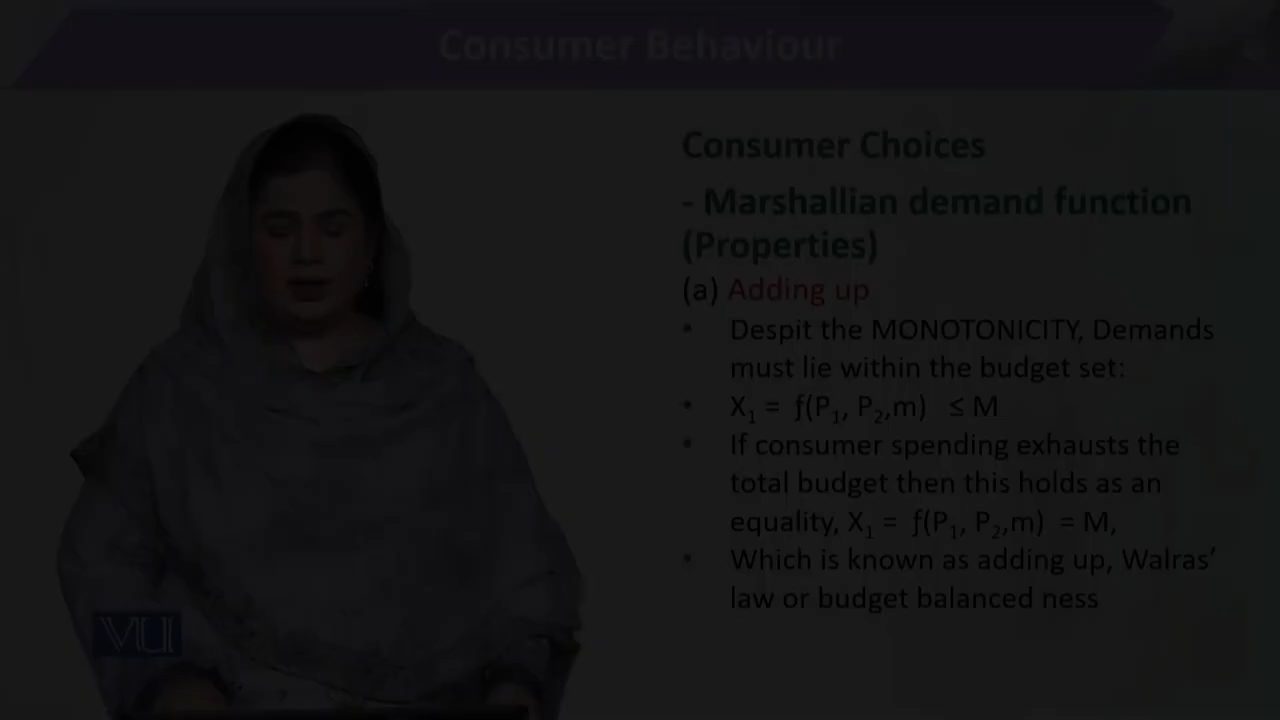 Consumer Behaviour
Consumer Choices
- Marshallian demand function
(Properties)
(a) Adding up
• Despit the MONOTONICITY, Demands
must lie within the budget set:
• X₁ = ƒ(P₁, P₂,m) ≤ M
• If consumer spending exhausts the
total budget then this holds as an
equality, X₁ = ƒ(P₁, P₂,m) = M,
• Which is known as adding up, Walras’
law or budget balanced ness
VU